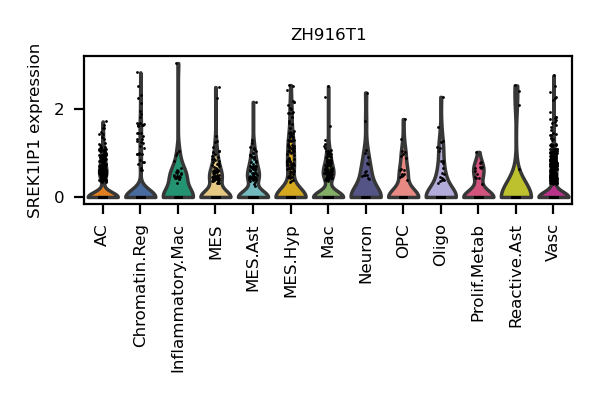 ZH916T1
SREK1IP1 expression
2
0
AC
Chromatin.Reg
Inflammatory.Mac
MES
MES.Ast
MES.Hyp
Mac
Neuron
OPC
Oligo
Prolif.Metab
Reactive.Ast
Vasc